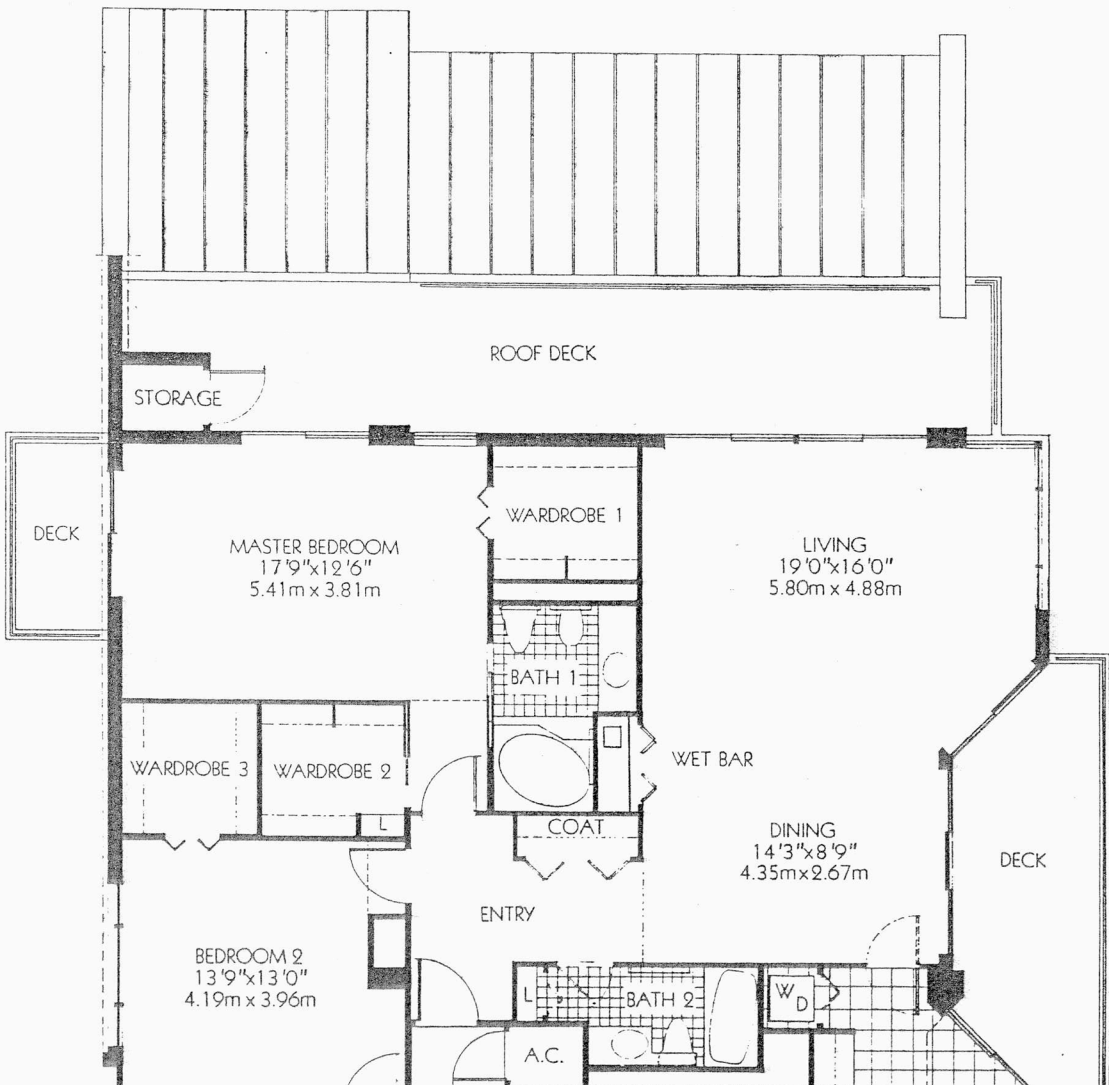 ROOF DECK
STORAGE
DECK
WARDROBE 1
MASTER BEDROOM
17'9"x12'6"
5.41m x 3.81m
LIVING
19'0"x16'0"
5.80m x 4.88m
BATH 1
WARDROBE 3
WARDROBE 2
WET BAR
L
COAT
DINING
14'3"x8'9"
4.35m x 2.67m
DECK
ENTRY
BEDROOM 2
13'9"x13'0"
4.19m x 3.96m
L
BATH 2
W
D
A.C.